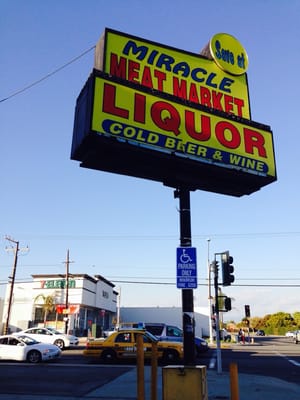 Save at
MIRACLE
MEAT MARKET
LIQUOR
COLD BEER & WINE
PARKING
ONLY